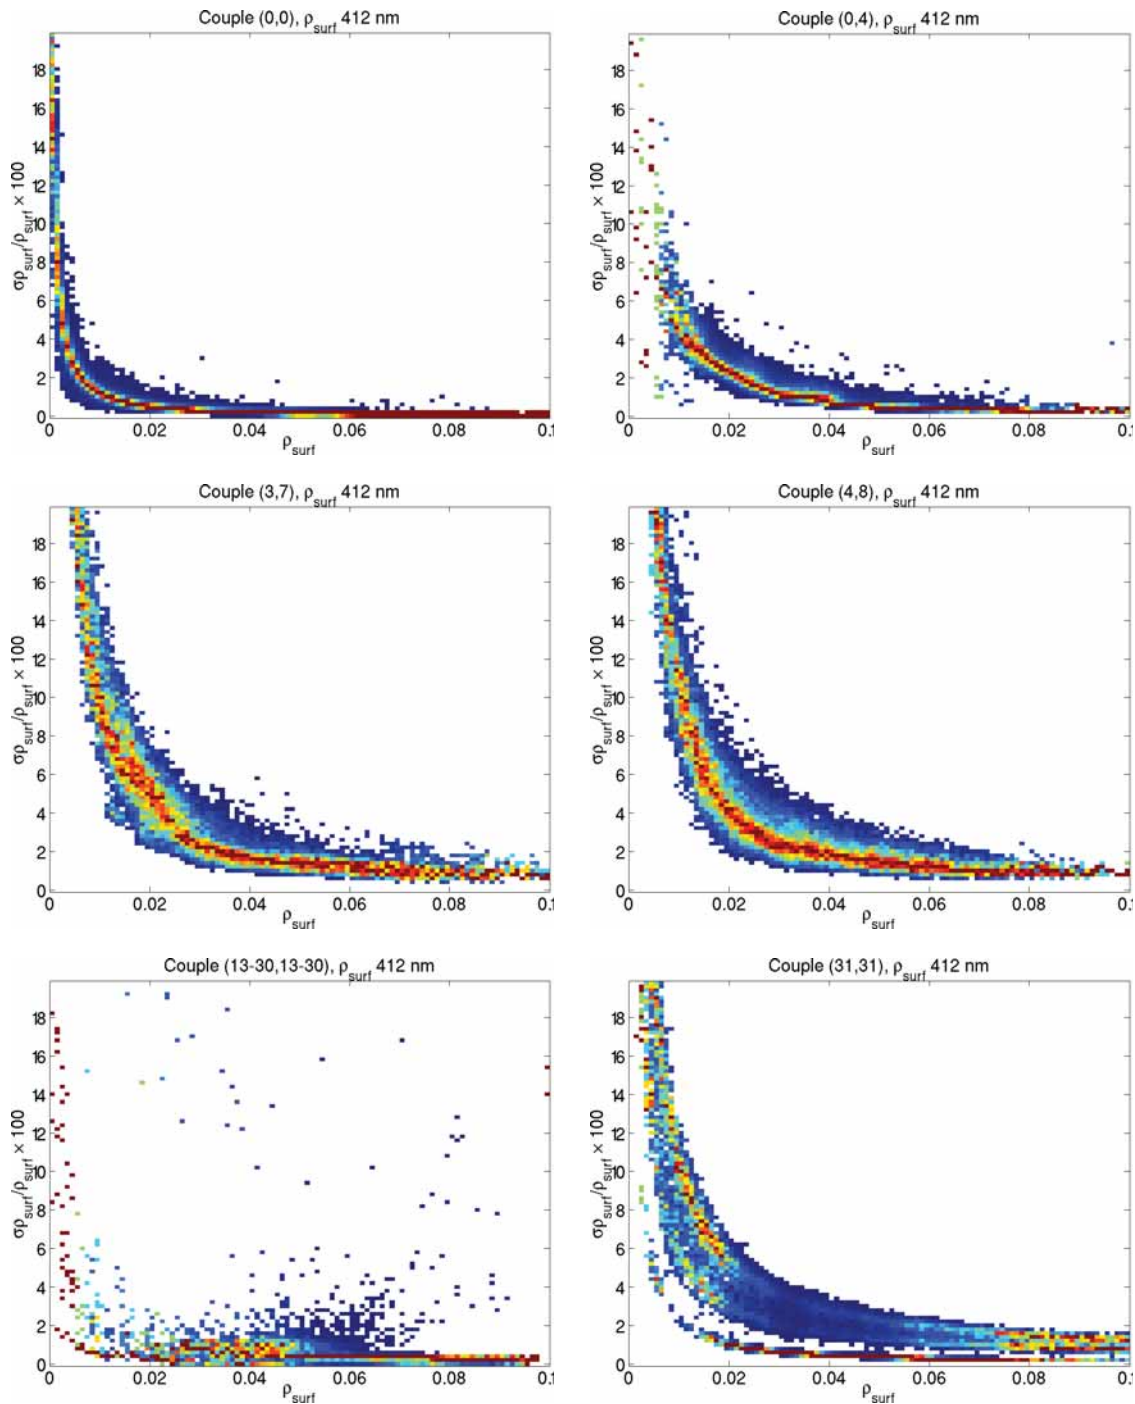 Couple (0,0), ρsurf 412 nm
Couple (0,4), ρsurf 412 nm
18
16
14
12
10
8
6
4
2
0
σρsurf/ρsurf × 100
0 0.02 0.04 0.06 0.08 0.1
ρsurf
18
16
14
12
10
8
6
4
2
0
σρsurf/ρsurf × 100
0 0.02 0.04 0.06 0.08 0.1
ρsurf
Couple (3,7), ρsurf 412 nm
Couple (4,8), ρsurf 412 nm
18
16
14
12
10
8
6
4
2
0
σρsurf/ρsurf × 100
0 0.02 0.04 0.06 0.08 0.1
ρsurf
18
16
14
12
10
8
6
4
2
0
σρsurf/ρsurf × 100
0 0.02 0.04 0.06 0.08 0.1
ρsurf
Couple (13-30,13-30), ρsurf 412 nm
Couple (31,31), ρsurf 412 nm
18
16
14
12
10
8
6
4
2
0
σρsurf/ρsurf × 100
0 0.02 0.04 0.06 0.08 0.1
ρsurf
18
16
14
12
10
8
6
4
2
0
σρsurf/ρsurf × 100
0 0.02 0.04 0.06 0.08 0.1
ρsurf